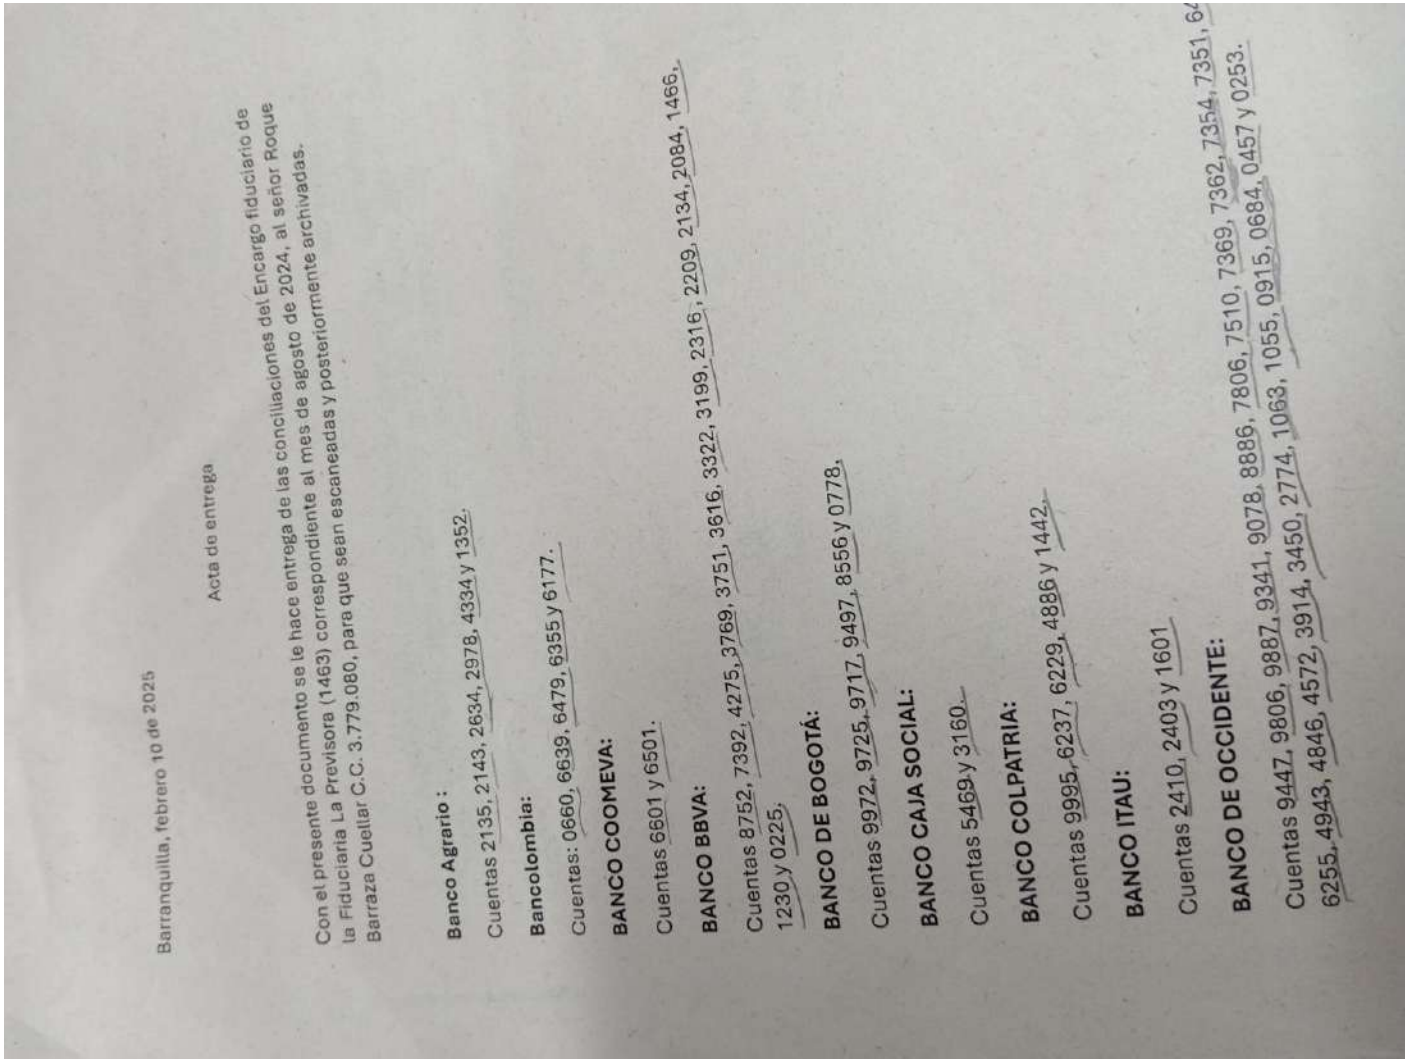 Barranquilla, febrero 10 de 2025
Acta de entrega
Con el presente documento se le hace entrega de las conciliaciones del Encargo fiduciario de
la Fiduciaria La Previsora (1463) correspondiente al mes de agosto de 2024, al señor Roque
Barraza Cuellar C.C. 3.779.080, para que sean escaneadas y posteriormente archivadas.
Banco Agrario :
Cuentas 2135, 2143, 2634, 2978, 4334 y 1352.
Bancolombia:
Cuentas: 0660, 6639, 6479, 6355 y 6177.
BANCO COOMEVA:
Cuentas 6601 y 6501.
BANCO BBVA:
Cuentas 8752, 7392, 4275, 3769, 3751, 3616, 3322, 3199, 2316, 2209, 2134, 2084, 1466,
1230 y 0225.
BANCO DE BOGOTÁ:
Cuentas 9972, 9725, 9717, 9497, 8556 y 0778.
BANCO CAJA SOCIAL:
Cuentas 5469 y 3160.
BANCO COLPATRIA:
Cuentas 9995, 6237, 6229, 4886 y 1442.
BANCO ITAU:
Cuentas 2410, 2403 y 1601
BANCO DE OCCIDENTE:
Cuentas 9447, 9806, 9887, 9341, 9078, 8886, 7806, 7510, 7369, 7362, 7354, 7351,
6255, 4943, 4846, 4572, 3914, 3450, 2774, 1063, 1055, 0915, 0684, 0457 y 0253.